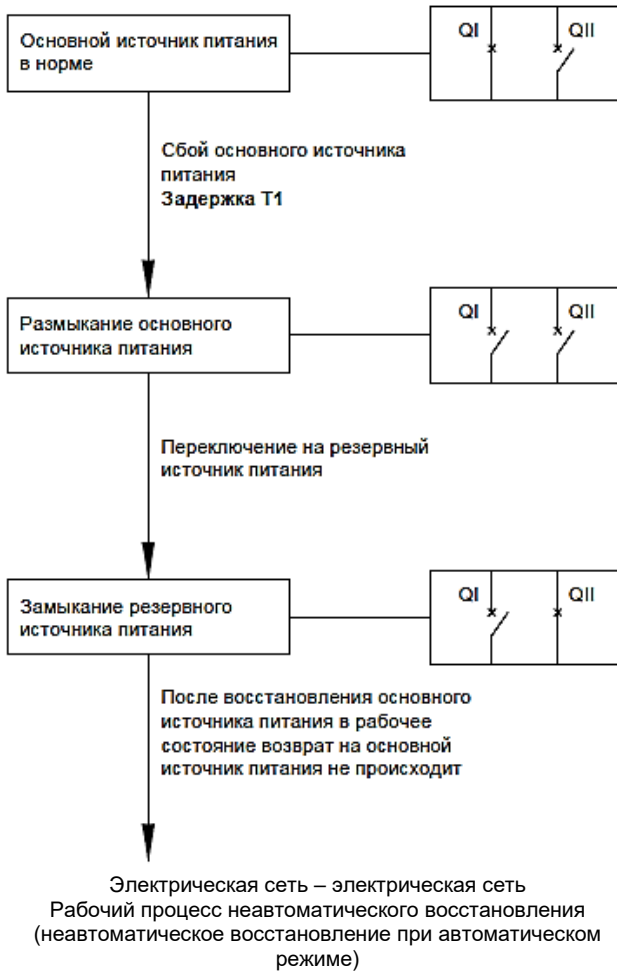 Основной источник питания
в норме
QI QII
Сбой основного источника
питания
Задержка T1
Размыкание основного
источника питания
QI QII
Переключение на резервный
источник питания
Замыкание резервного
источника питания
QI QII
После восстановления основного
источника питания в рабочее
состояние возврат на основной
источник питания не происходит
Электрическая сеть – электрическая сеть
Рабочий процесс неавтоматического восстановления
(неавтоматическое восстановление при автоматическом
режиме)